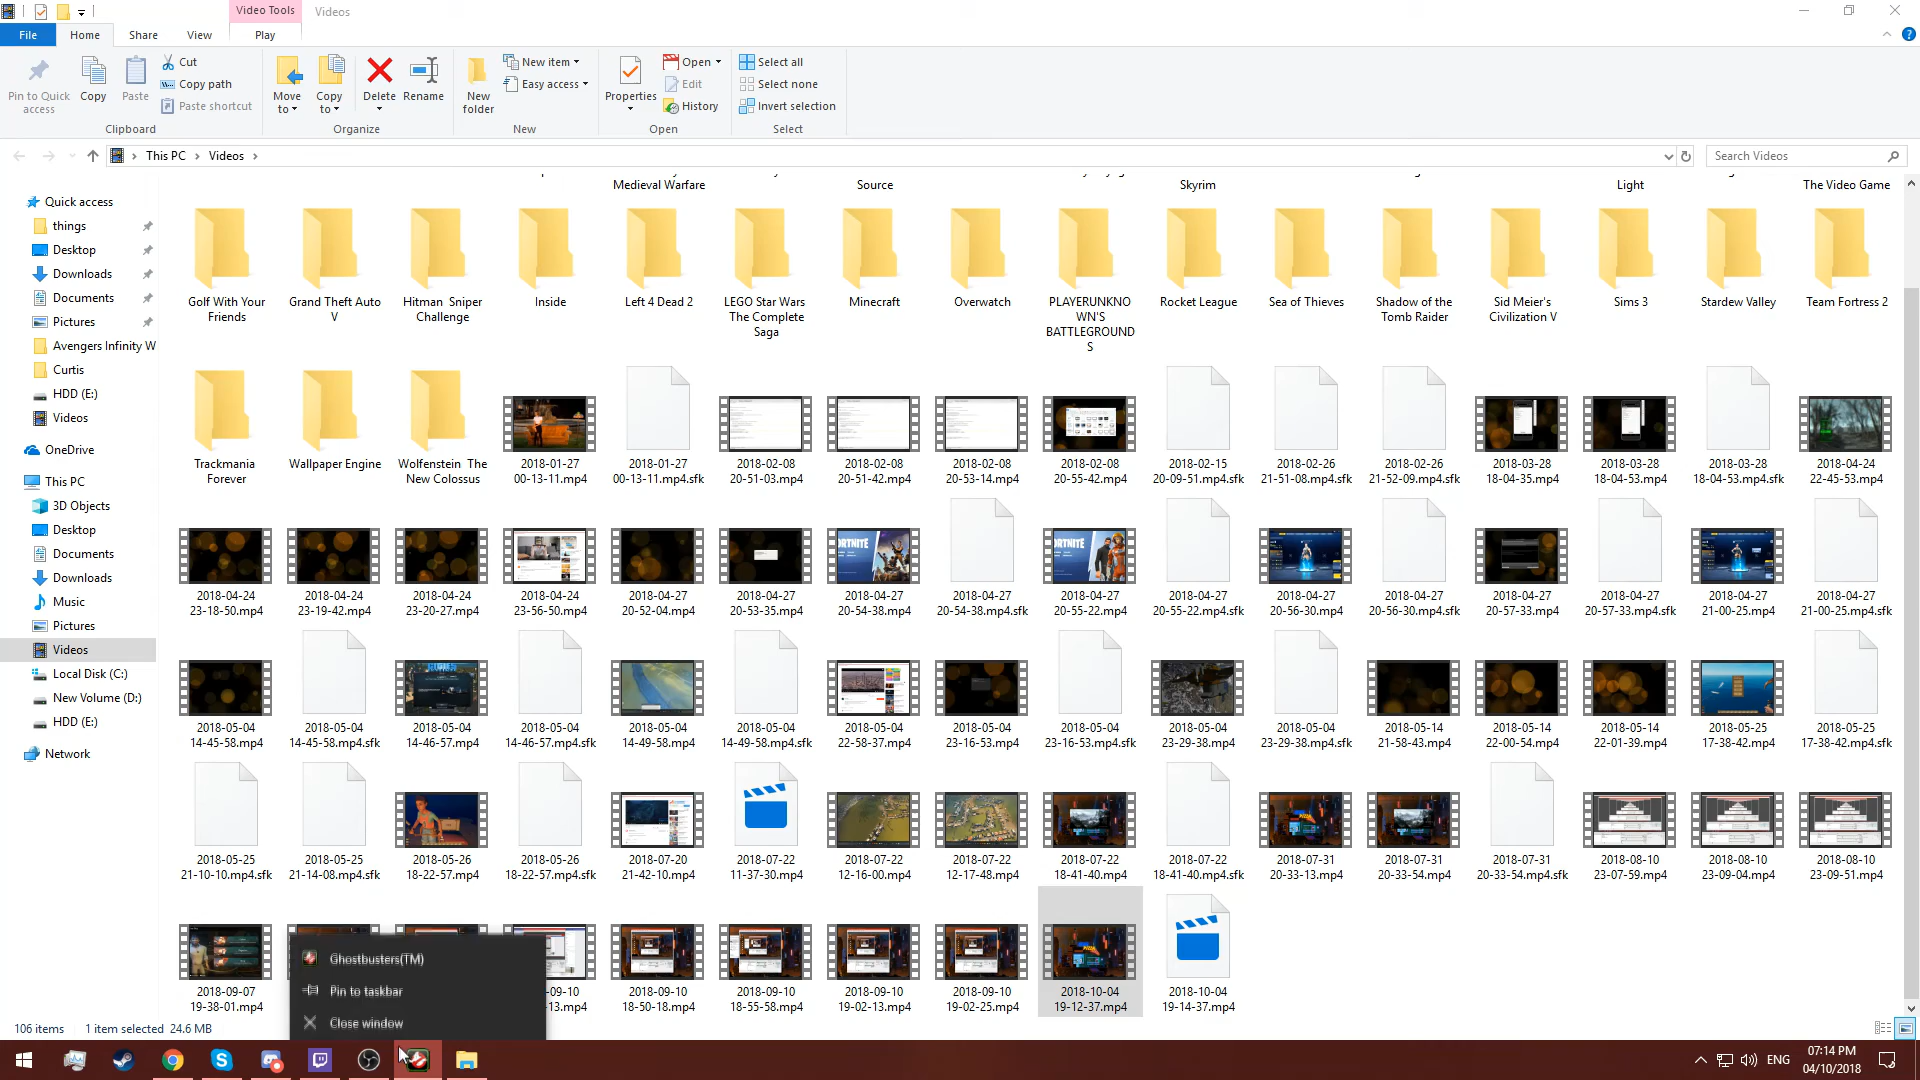 Video Tools
Videos
File
Home
Share
View
Play
Pin to Quick access
Copy
Paste
Cut
Copy path
Paste shortcut
Clipboard
Move to
Copy to
Delete
Rename
Organize
New folder
New item
Easy access
New
Properties
Open
Edit
History
Open
Select all
Select none
Invert selection
Select
This PC
Videos
Search Videos
Quick access
things
Desktop
Downloads
Documents
Pictures
Avengers Infinity W
Curtis
HDD (E:)
Videos
OneDrive
This PC
3D Objects
Desktop
Documents
Downloads
Music
Pictures
Videos
Local Disk (C:)
New Volume (D:)
HDD (E:)
Network
Medieval Warfare
Source
Skyrim
Light
The Video Game
Golf With Your Friends
Grand Theft Auto V
Hitman Sniper Challenge
Inside
Left 4 Dead 2
LEGO Star Wars The Complete Saga
Minecraft
Overwatch
PLAYERUNKNOWN'S BATTLEGROUNDS
Rocket League
Sea of Thieves
Shadow of the Tomb Raider
Sid Meier's Civilization V
Sims 3
Stardew Valley
Team Fortress 2
Trackmania Forever
Wallpaper Engine
Wolfenstein The New Colossus
2018-01-27 00-13-11.mp4
2018-01-27 00-13-11.mp4.sfk
2018-02-08 20-51-03.mp4
2018-02-08 20-51-42.mp4
2018-02-08 20-53-14.mp4
2018-02-08 20-55-42.mp4
2018-02-15 20-09-51.mp4.sfk
2018-02-26 21-51-08.mp4.sfk
2018-02-26 21-52-09.mp4.sfk
2018-03-28 18-04-35.mp4
2018-03-28 18-04-53.mp4
2018-03-28 18-04-53.mp4.sfk
2018-04-24 22-45-53.mp4
2018-04-24 23-18-50.mp4
2018-04-24 23-19-42.mp4
2018-04-24 23-20-27.mp4
2018-04-24 23-56-50.mp4
2018-04-27 20-52-04.mp4
2018-04-27 20-53-35.mp4
ORTNITE
2018-04-27 20-54-38.mp4
2018-04-27 20-54-38.mp4.sfk
ORTNITE
2018-04-27 20-55-22.mp4
2018-04-27 20-55-22.mp4.sfk
2018-04-27 20-56-30.mp4
2018-04-27 20-56-30.mp4.sfk
2018-04-27 20-57-33.mp4
2018-04-27 20-57-33.mp4.sfk
2018-04-27 21-00-25.mp4
2018-04-27 21-00-25.mp4.sfk
2018-05-04 14-45-58.mp4
2018-05-04 14-45-58.mp4.sfk
2018-05-04 14-46-57.mp4
2018-05-04 14-46-57.mp4.sfk
2018-05-04 14-49-58.mp4
2018-05-04 14-49-58.mp4.sfk
2018-05-04 22-58-37.mp4
2018-05-04 23-16-53.mp4
2018-05-04 23-16-53.mp4.sfk
2018-05-04 23-29-38.mp4
2018-05-04 23-29-38.mp4.sfk
2018-05-14 21-58-43.mp4
2018-05-14 22-00-54.mp4
2018-05-14 22-01-39.mp4
2018-05-25 17-38-42.mp4
2018-05-25 17-38-42.mp4.sfk
2018-05-25 21-10-10.mp4.sfk
2018-05-25 21-14-08.mp4.sfk
2018-05-26 18-22-57.mp4
2018-05-26 18-22-57.mp4.sfk
2018-07-20 21-42-10.mp4
2018-07-22 11-37-30.mp4
2018-07-22 12-16-00.mp4
2018-07-22 12-17-48.mp4
2018-07-22 18-41-40.mp4
2018-07-22 18-41-40.mp4.sfk
2018-07-31 20-33-13.mp4
2018-07-31 20-33-54.mp4
2018-07-31 20-33-54.mp4.sfk
2018-08-10 23-07-59.mp4
2018-08-10 23-09-04.mp4
2018-08-10 23-09-51.mp4
2018-09-07 19-38-01.mp4
-09-10 -13.mp4
2018-09-10 18-50-18.mp4
2018-09-10 18-55-58.mp4
2018-09-10 19-02-13.mp4
2018-09-10 19-02-25.mp4
2018-10-04 19-12-37.mp4
2018-10-04 19-14-37.mp4
Ghostbusters(TM)
Pin to taskbar
Close window
106 items
1 item selected 24.6 MB
ENG
07:14 PM
04/10/2018